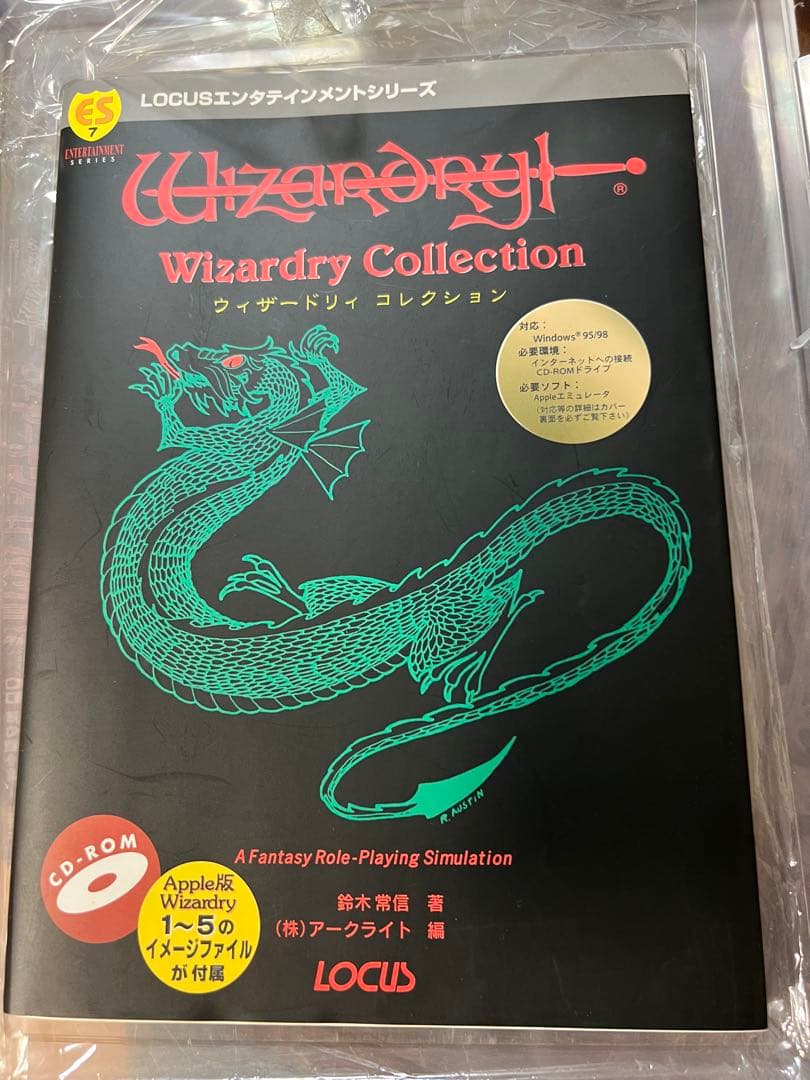 LOCUSエンタテインメントシリーズ
ES
7
ENTERTAINMENT
SERIES
Wizardry®
Wizardry Collection
ウィザードリィ コレクション
対応：
Windows® 95/98
必要環境：
インターネットへの接続
CD-ROMドライブ
必要ソフト：
Appleエミュレータ
（対応等の詳細はカバー
裏面を必ずご覧下さい）
R. AUSTIN
A Fantasy Role-Playing Simulation
CD-ROM
Apple版
Wizardry
1〜5の
イメージファイル
が付属
鈴木常信 著
（株）アークライト 編
LOCUS